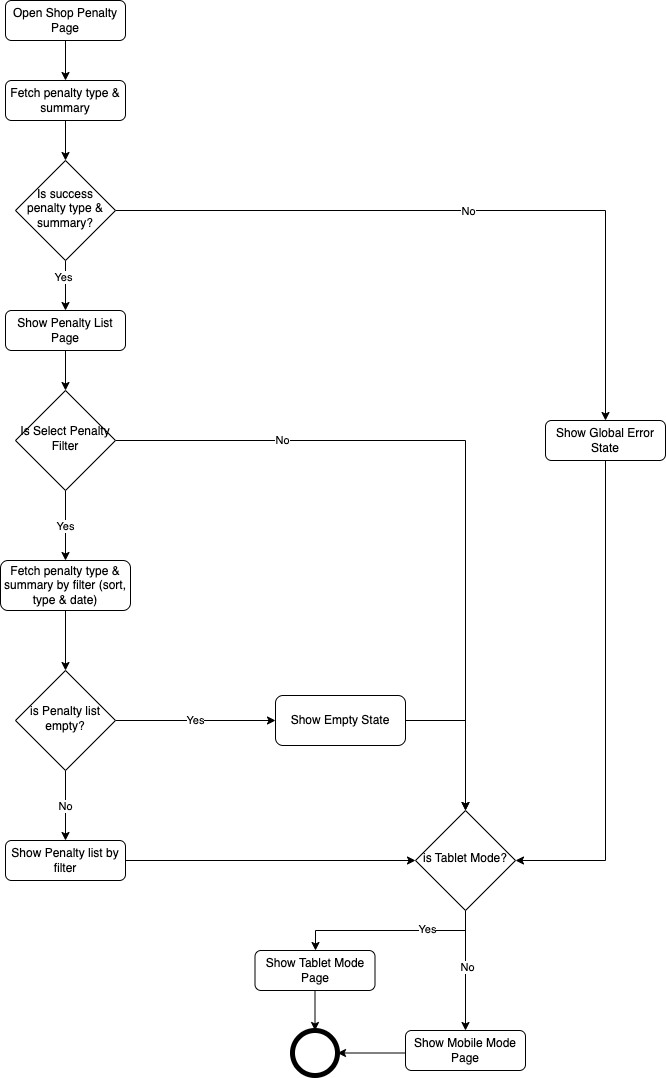 Open Shop Penalty
Page
Fetch penalty type &
summary
Is success
penalty type &
summary?
No
Yes
Show Penalty List
Page
Is Select Penalty
Filter
No
Show Global Error
State
Yes
Fetch penalty type &
summary by filter (sort,
type & date)
is Penalty list
empty?
Yes
Show Empty State
No
Show Penalty list by
filter
is Tablet Mode?
Yes
Show Tablet Mode
Page
No
Show Mobile Mode
Page